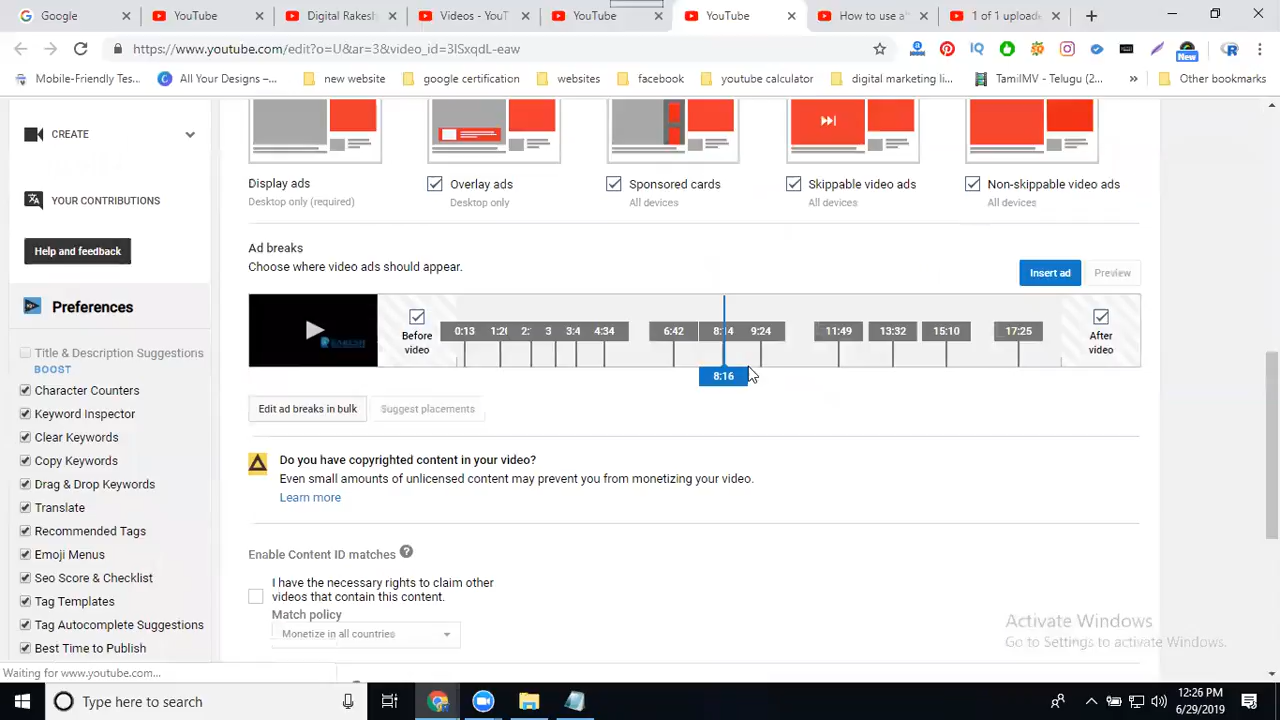 Google
YouTube
Digital Rakesh
Videos - YouT
YouTube
YouTube
How to use a
1 of 1 uploade
https://www.youtube.com/edit?o=U&ar=3&video_id=3lSxqdL-eaw
New
Mobile-Friendly Tes...
All Your Designs –...
new website
google certification
websites
facebook
youtube calculator
digital marketing li...
TamilMV - Telugu (2...
Other bookmarks
CREATE
YOUR CONTRIBUTIONS
Help and feedback
Preferences
Title & Description Suggestions
BOOST
Character Counters
Keyword Inspector
Clear Keywords
Copy Keywords
Drag & Drop Keywords
Translate
Recommended Tags
Emoji Menus
Seo Score & Checklist
Tag Templates
Tag Autocomplete Suggestions
Best Time to Publish
Display ads
Desktop only (required)
Overlay ads
Desktop only
Sponsored cards
All devices
Skippable video ads
All devices
Non-skippable video ads
All devices
Ad breaks
Choose where video ads should appear.
Insert ad
Preview
Before
video
0:13 1:2 2: 3 3:4 4:34 6:42 8:14 9:24 11:49 13:32 15:10 17:25
After
video
8:16
Edit ad breaks in bulk
Suggest placements
Do you have copyrighted content in your video?
Even small amounts of unlicensed content may prevent you from monetizing your video.
Learn more
Enable Content ID matches
I have the necessary rights to claim other
videos that contain this content.
Match policy
Monetize in all countries
Activate Windows
Go to Settings to activate Windows.
Waiting for www.youtube.com...
Type here to search
12:26 PM
6/29/2019